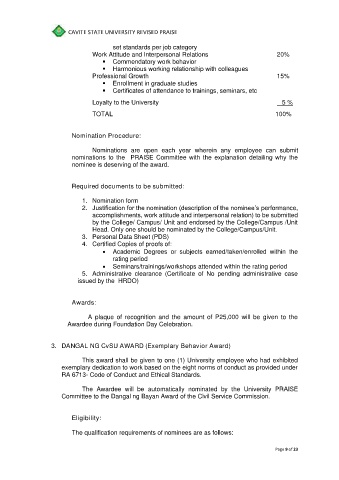 CAVITE STATE UNIVERSITY REVISED PRAISE
set standards per job category
Work Attitude and Interpersonal Relations 20%
▪ Commendatory work behavior
▪ Harmonious working relationship with colleagues
Professional Growth 15%
▪ Enrollment in graduate studies
▪ Certificates of attendance to trainings, seminars, etc
Loyalty to the University 5 %
TOTAL 100%
Nomination Procedure:
Nominations are open each year wherein any employee can submit
nominations to the PRAISE Committee with the explanation detailing why the
nominee is deserving of the award.
Required documents to be submitted:
1. Nomination form
2. Justification for the nomination (description of the nominee's performance,
accomplishments, work attitude and interpersonal relation) to be submitted
by the College/ Campus/ Unit and endorsed by the College/Campus /Unit
Head. Only one should be nominated by the College/Campus/Unit.
3. Personal Data Sheet (PDS)
4. Certified Copies of proofs of:
• Academic Degrees or subjects earned/taken/enrolled within the
rating period
• Seminars/trainings/workshops attended within the rating period
5. Administrative clearance (Certificate of No pending administrative case
issued by the HRDO)
Awards:
A plaque of recognition and the amount of P25,000 will be given to the
Awardee during Foundation Day Celebration.
3. DANGAL NG CvSU AWARD (Exemplary Behavior Award)
This award shall be given to one (1) University employee who had exhibited
exemplary dedication to work based on the eight norms of conduct as provided under
RA 6713- Code of Conduct and Ethical Standards.
The Awardee will be automatically nominated by the University PRAISE
Committee to the Dangal ng Bayan Award of the Civil Service Commission.
Eligibility:
The qualification requirements of nominees are as follows: